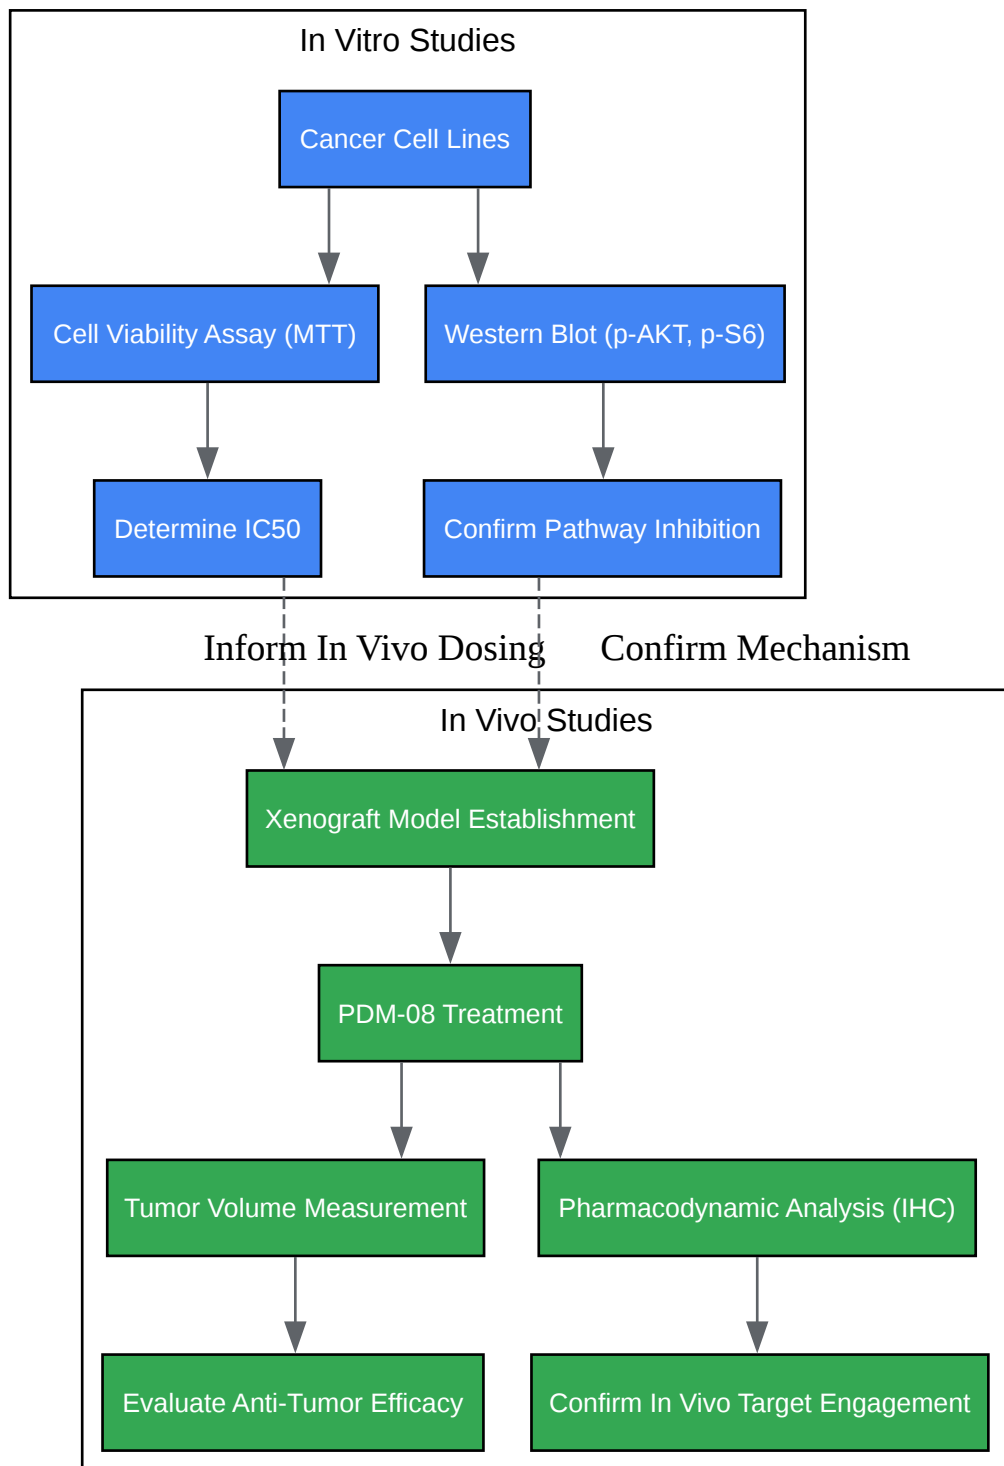 In Vitro Studies
Cancer Cell Lines
Cell Viability Assay (MTT)
Western Blot (p-AKT, p-S6)
Determine IC50
Confirm Pathway Inhibition
Inform In Vivo Dosing
Confirm Mechanism
In Vivo Studies
Xenograft Model Establishment
PDM-08 Treatment
Tumor Volume Measurement
Pharmacodynamic Analysis (IHC)
Evaluate Anti-Tumor Efficacy
Confirm In Vivo Target Engagement